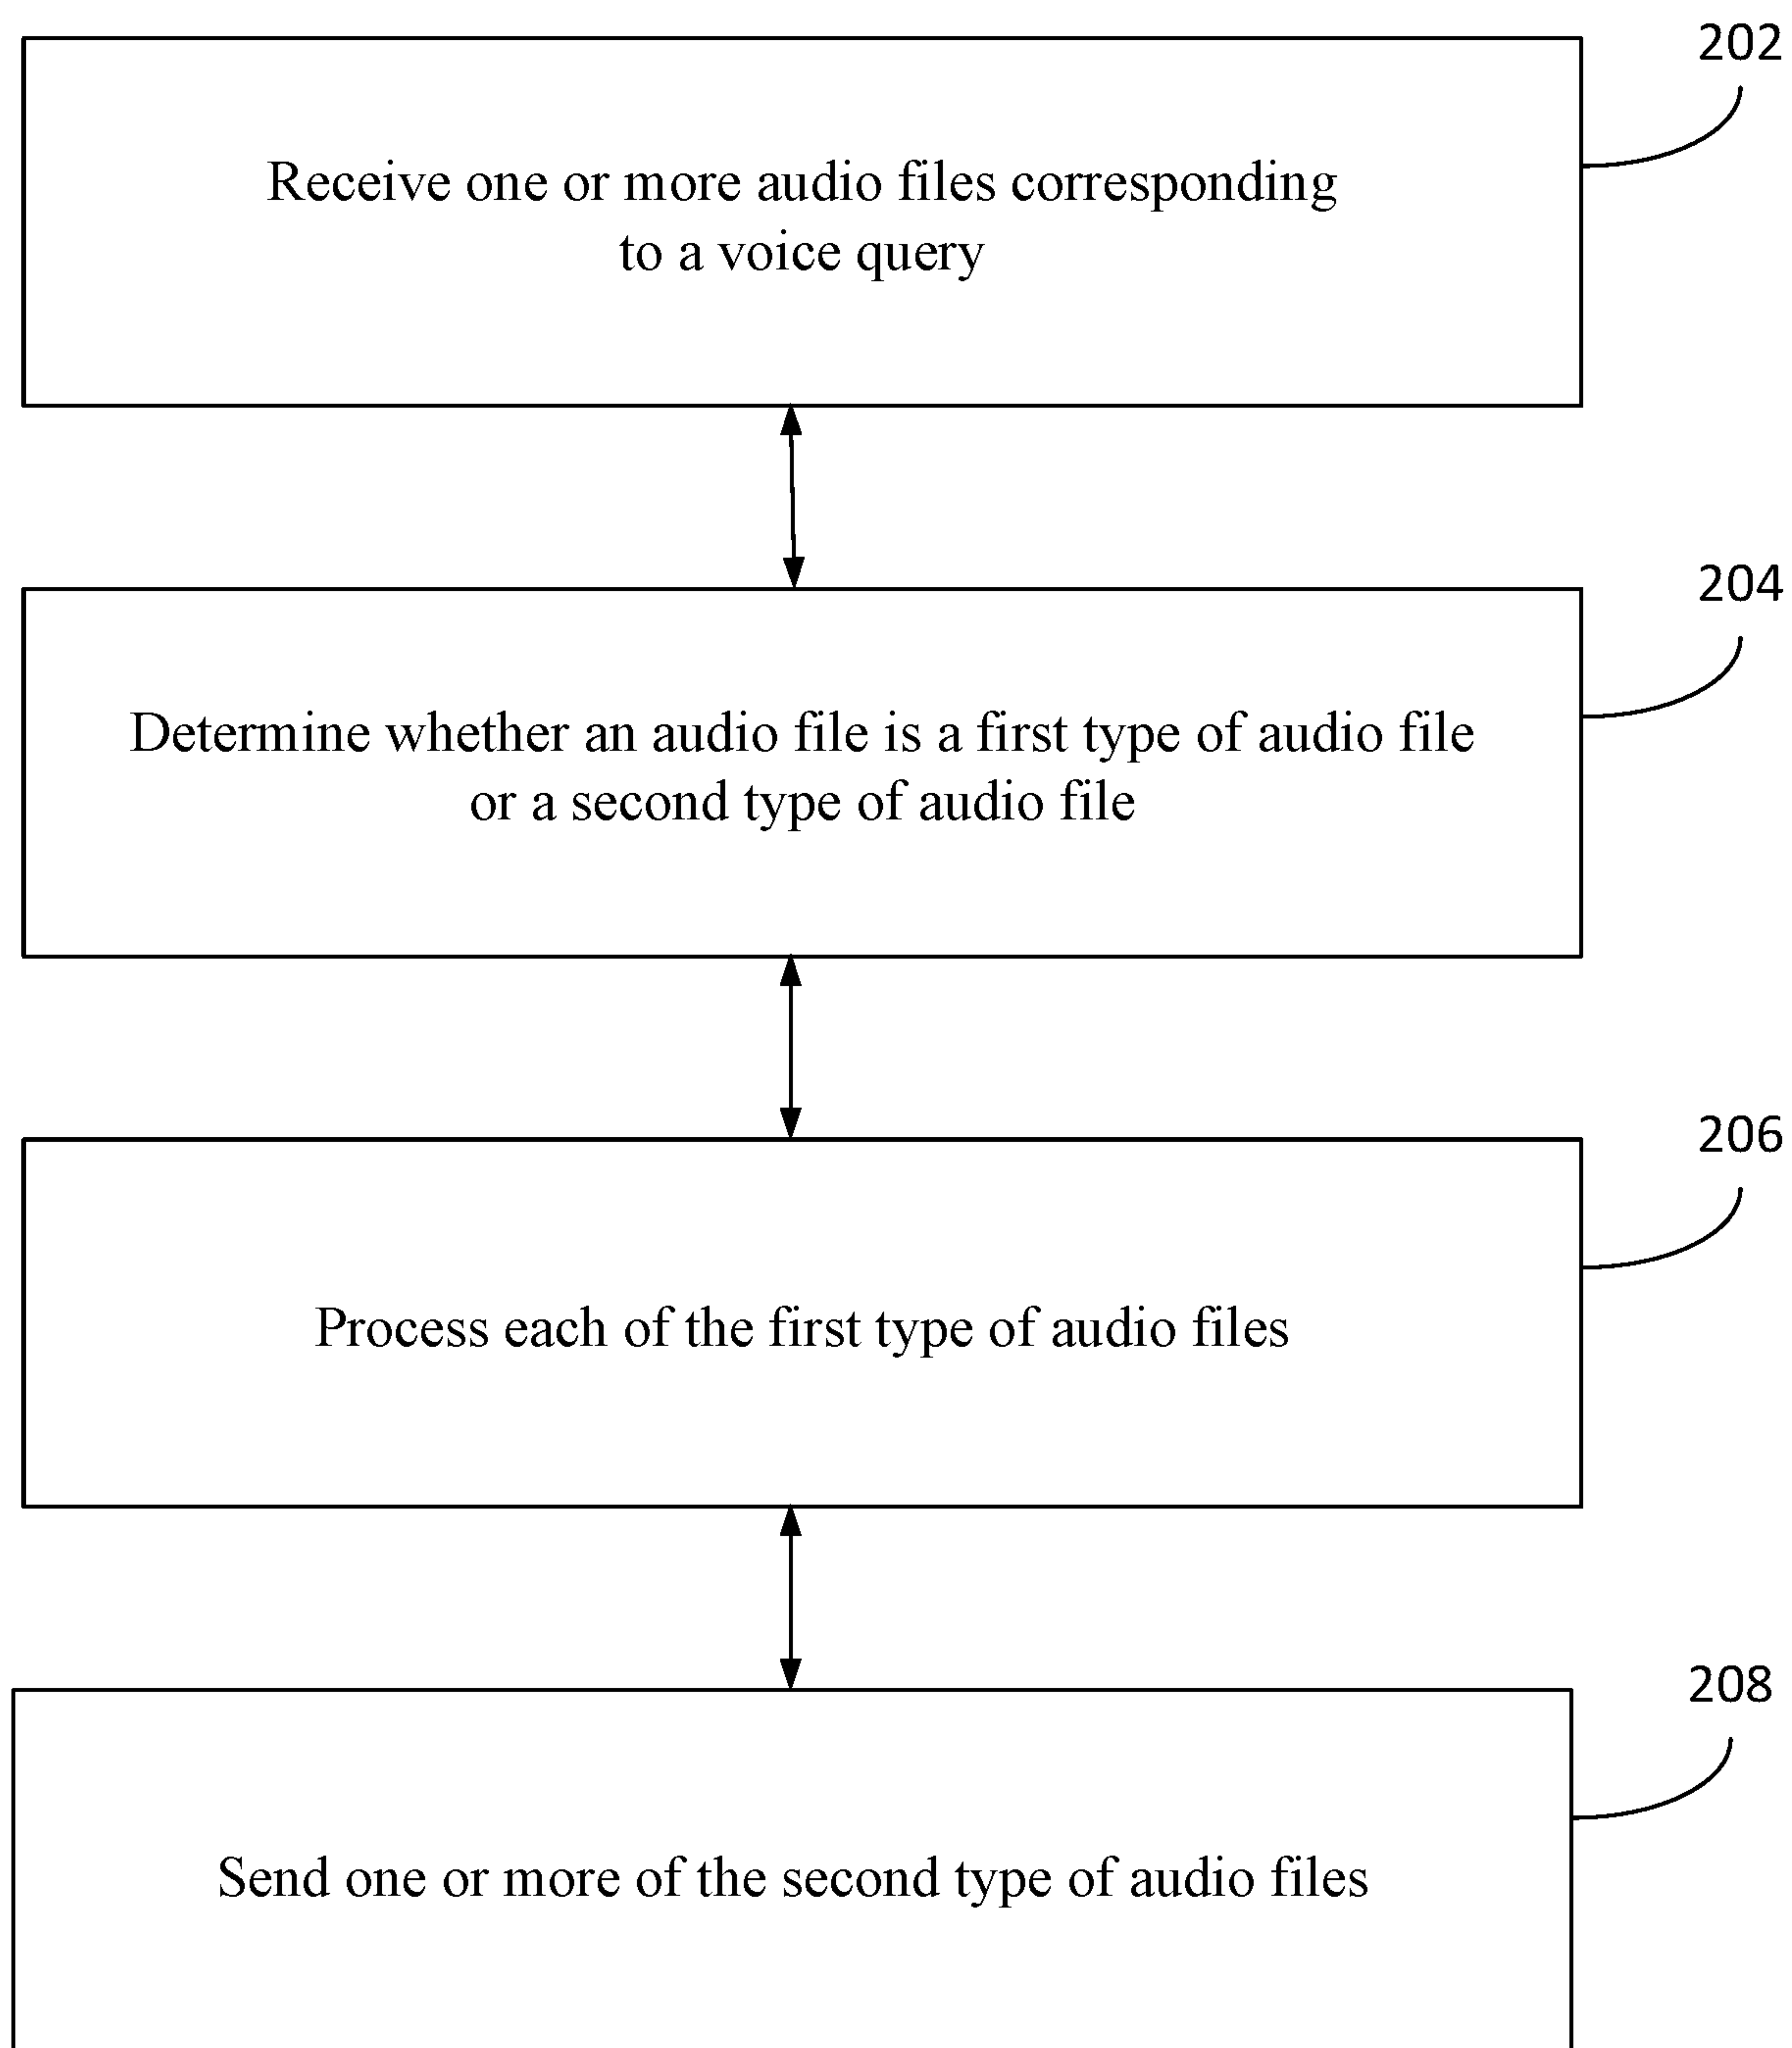 202
Receive one or more audio files corresponding
to a voice query
204
Determine whether an audio file is a first type of audio file
or a second type of audio file
206
Process each of the first type of audio files
208
Send one or more of the second type of audio files